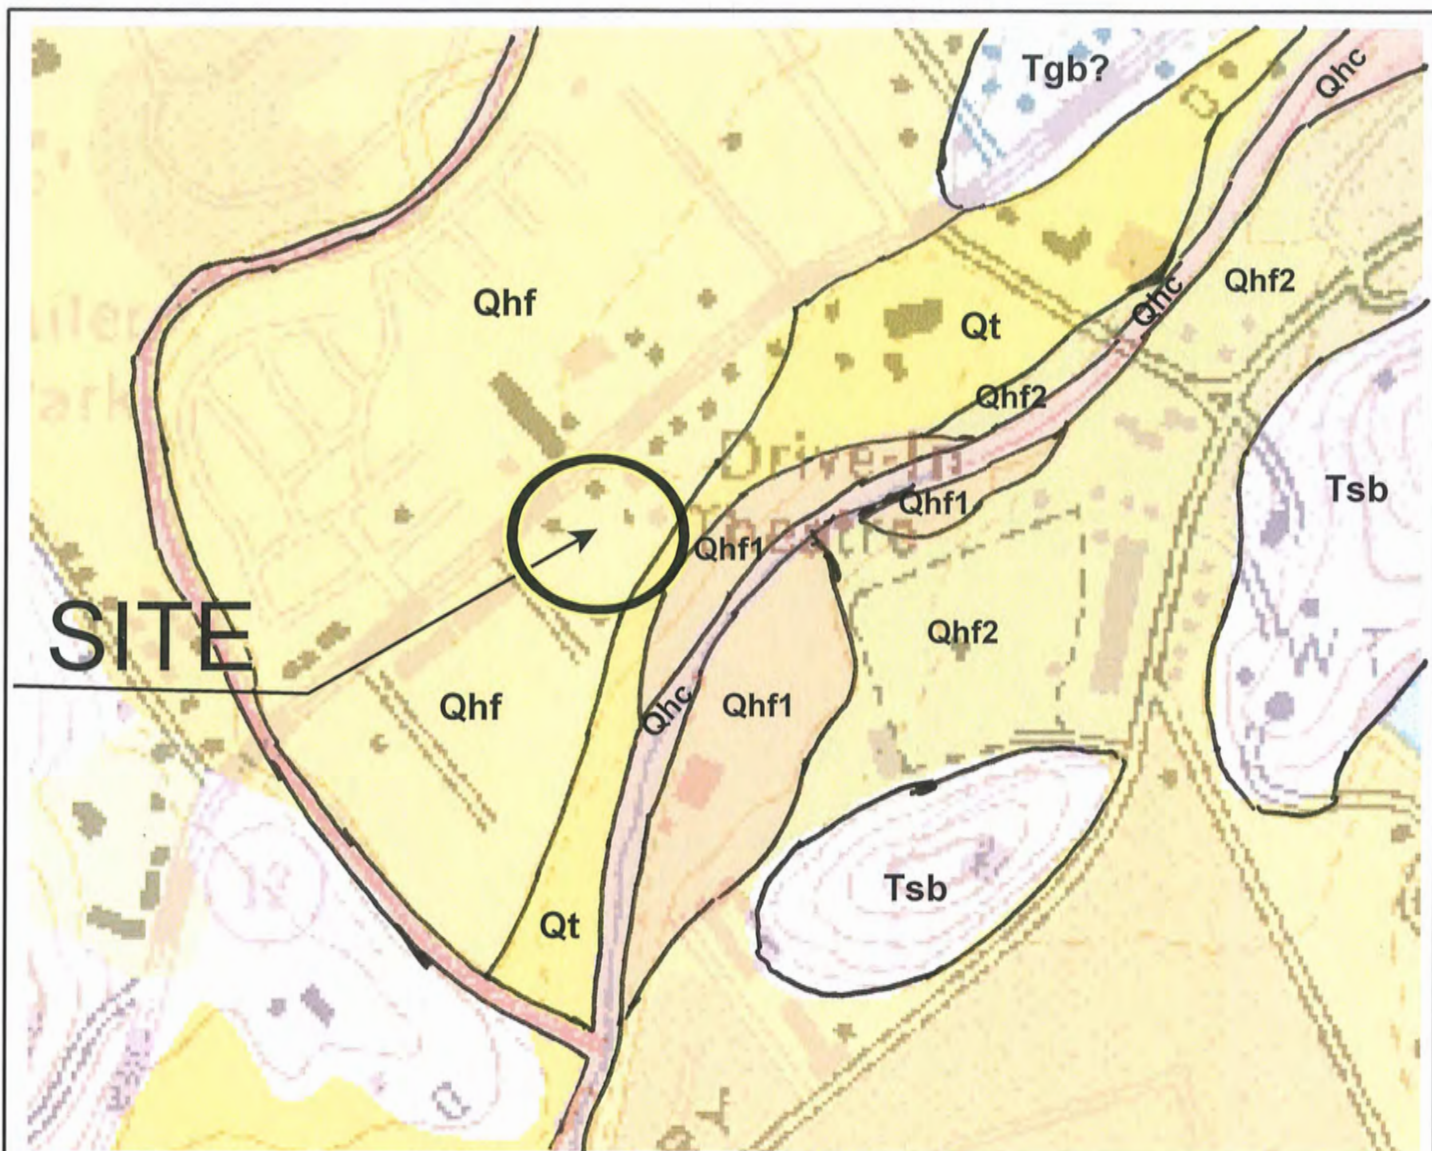 Tgb?
Qhc
Qhf
Qhf2
Qhc
Qt
Qhf2
Drive-In
Theatre
Tsb
Qhf1
Qhf1
SITE
Qhf2
Qhf
Qhc
Qhf1
Tsb
Qt